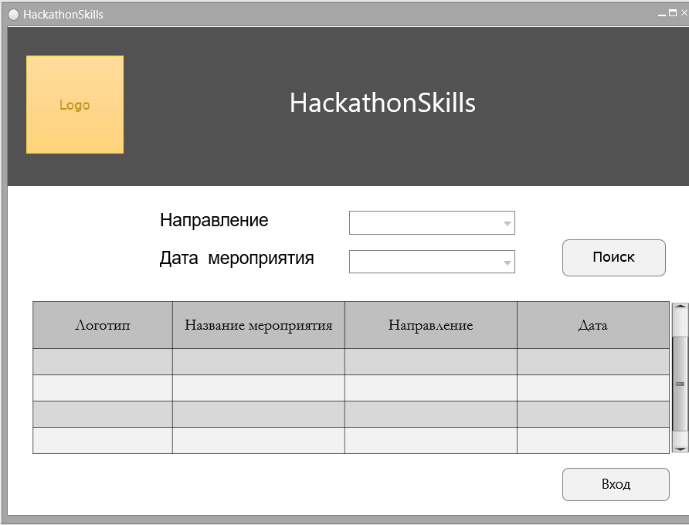 HackathonSkills
Logo
HackathonSkills
Направление
Дата мероприятия
Поиск
Логотип Название мероприятия Направление Дата
Вход